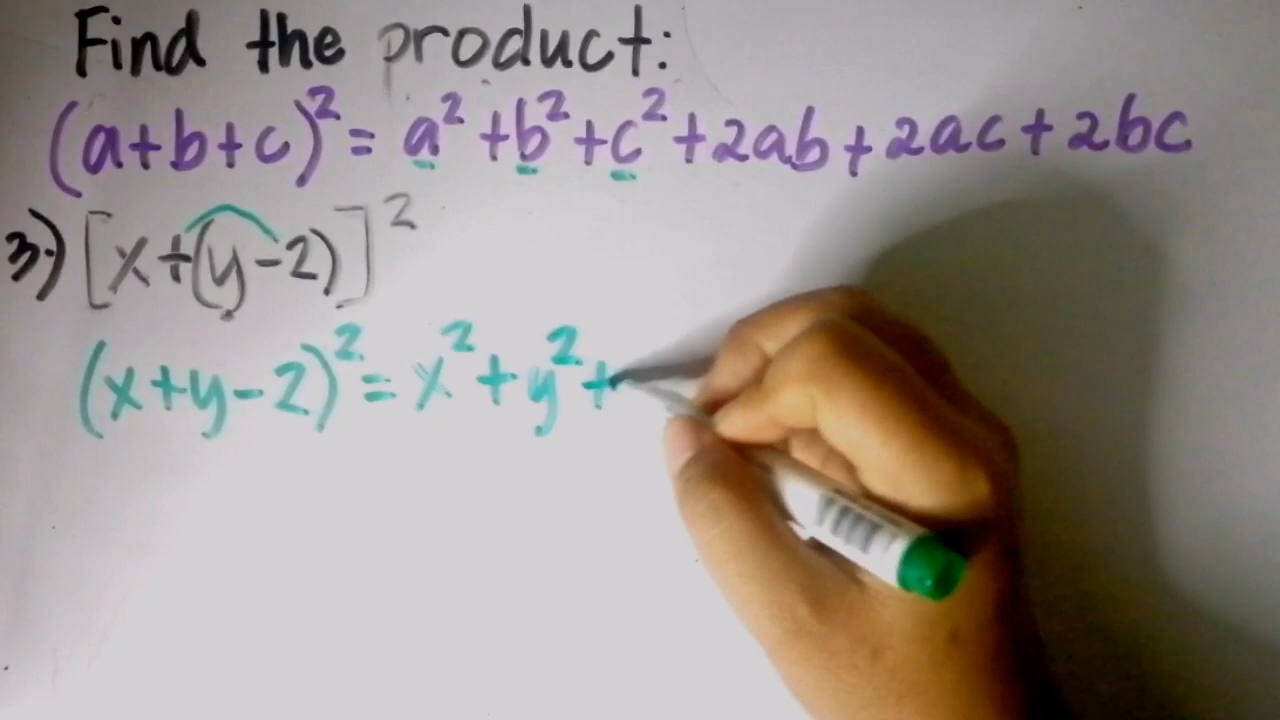 Find the product:
(a+b+c)² = a² + b² + c² + 2ab + 2ac + 2bc
3.) [x+(y-2)]²
(x+y-2)² = x² + y² +